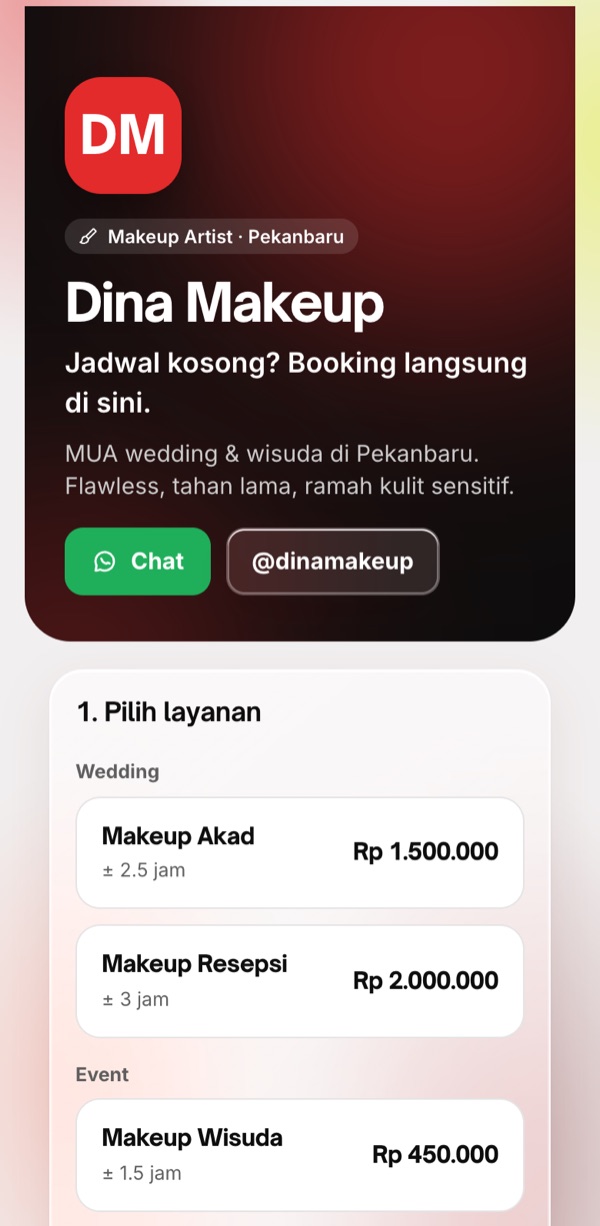 DM
Makeup Artist · Pekanbaru
Dina Makeup
Jadwal kosong? Booking langsung
di sini.
MUA wedding & wisuda di Pekanbaru.
Flawless, tahan lama, ramah kulit sensitif.
Chat
@dinamakeup
1. Pilih layanan
Wedding
Makeup Akad
± 2.5 jam
Rp 1.500.000
Makeup Resepsi
± 3 jam
Rp 2.000.000
Event
Makeup Wisuda
± 1.5 jam
Rp 450.000